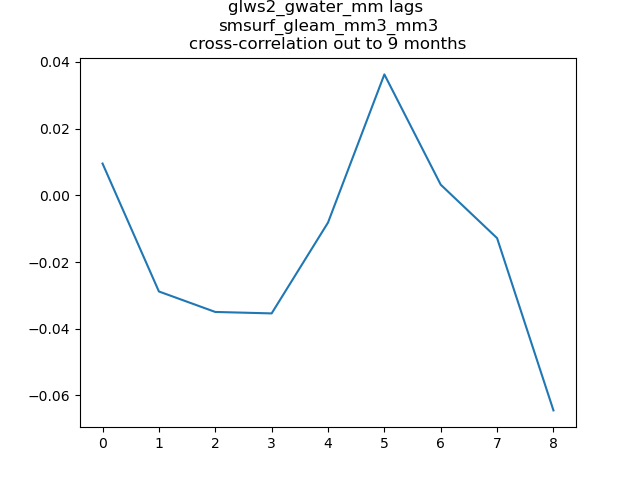 glws2_gwater_mm lags
smsurf_gleam_mm3_mm3
cross-correlation out to 9 months
0.04
0.02
0.00
−0.02
−0.04
−0.06
0 1 2 3 4 5 6 7 8